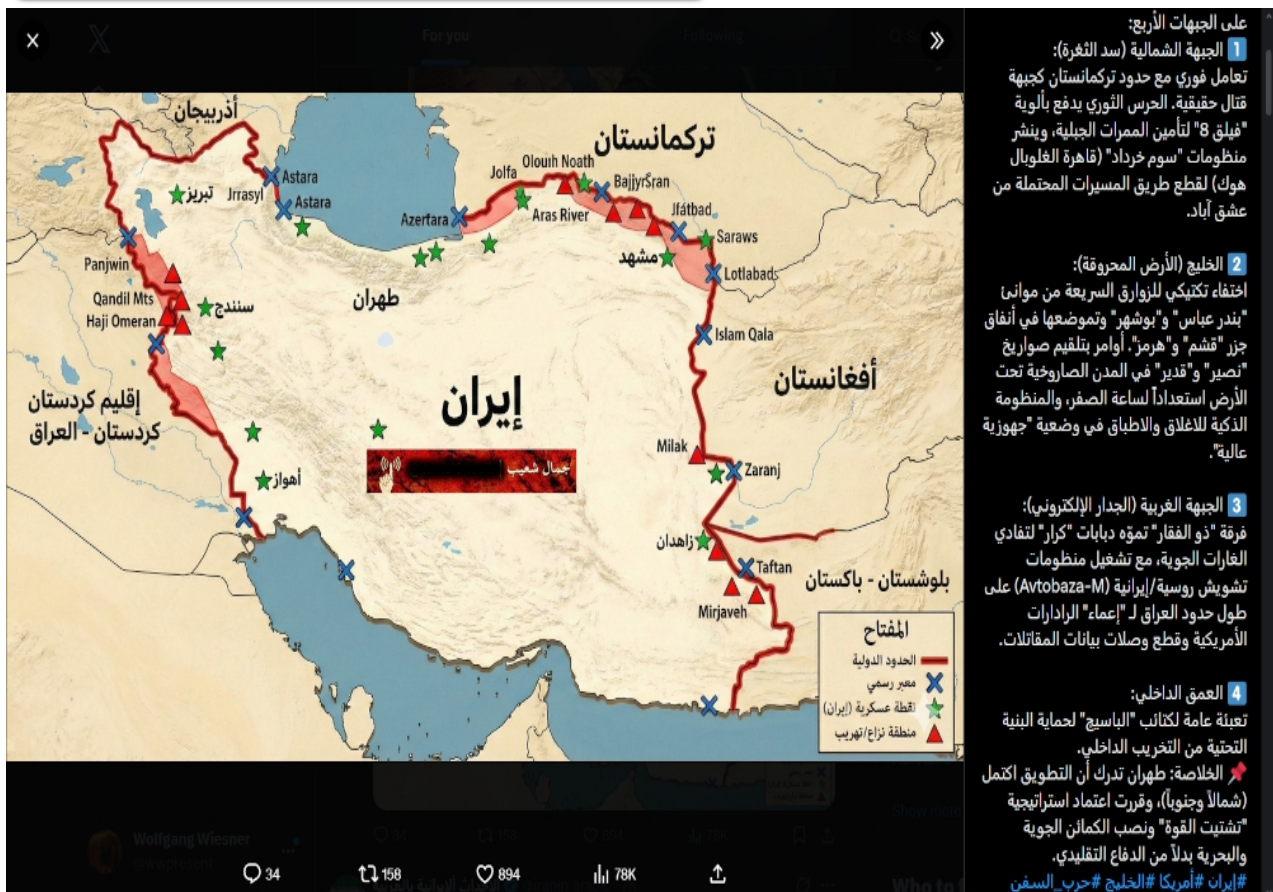 For you
Following
أذربيجان
تركمانستان
Astara
Jrrasyl
Astara
تبريز
Jolfa
Olouıh Noath
BajjyrSran
Azerfara
Aras River
Jfátbad
Saraws
مشهد
Lotlabad
Panjwin
Qandil Mts
Haji Omeran
سنندج
طهران
Islam Qala
إقليم كردستان
كردستان - العراق
إيران
أفغانستان
جمال شعيب
Milak
Zaranj
أهواز
زاهدان
Taftan
Mirjaveh
بلوشستان - باكستان
المفتاح
الحدود الدولية
معبر رسمي
نقطة عسكرية (إيران)
منطقة نزاع/تهريب
Wolfgang Wiesner
34
158
894
78K
على الجبهات الأربع:
1 الجبهة الشمالية (سد الثغرة):
تعامل فوري مع حدود تركمانستان كجبهة
قتال حقيقية. الحرس الثوري يدفع بألوية
"فيلق 8" لتأمين الممرات الجبلية، وينشر
منظومات "سوم خرداد" (قاهرة الغلوبال
هوك) لقطع طريق المسيرات المحتملة من
عشق آباد.
2 الخليج (الأرض المحروقة):
اختفاء تكتيكي للزوارق السريعة من موانئ
"بندر عباس" و"بوشهر" وتموضعها في أنفاق
جزر "قشم" و"هرمز". أوامر بتلقيم صواريخ
"نصير" و"قدير" في المدن الصاروخية تحت
الأرض استعداداً لساعة الصفر، والمنظومة
الذكية للاغلاق والاطباق في وضعية "جهوزية
عالية".
3 الجبهة الغربية (الجدار الإلكتروني):
فرقة "ذو الفقار" تموّه دبابات "كرار" لتفادي
الغارات الجوية، مع تشغيل منظومات
تشويش روسية/إيرانية (Avtobaza-M) على
طول حدود العراق لـ "إعماء" الرادارات
الأمريكية وقطع وصلات بيانات المقاتلات.
4 العمق الداخلي:
تعبئة عامة لكتائب "الباسيج" لحماية البنية
التحتية من التخريب الداخلي.
📌 الخلاصة: طهران تدرك أن التطويق اكتمل
(شمالاً وجنوباً)، وقررت اعتماد استراتيجية
"تشتيت القوة" ونصب الكمائن الجوية
والبحرية بدلاً من الدفاع التقليدي.
#إيران #أمريكا #الخليج #حرب_السفن